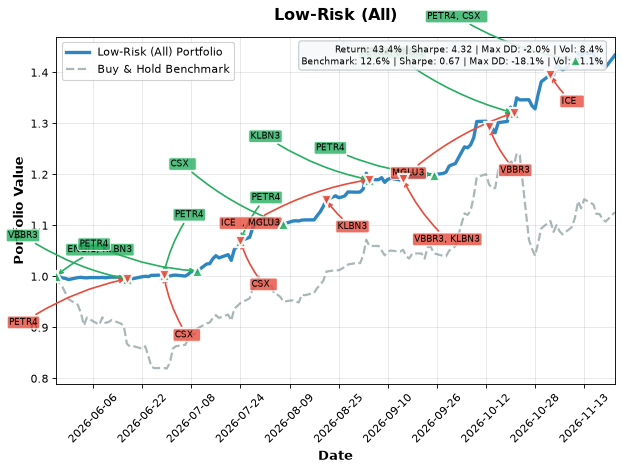 Low-Risk (All)
PETR4, CSX
Low-Risk (All) Portfolio
Buy & Hold Benchmark
Return: 43.4% | Sharpe: 4.32 | Max DD: -2.0% | Vol: 8.4%
Benchmark: 12.6% | Sharpe: 0.67 | Max DD: -18.1% | Vol: 1.1%
1.4
ICE
1.3
KLBN3
PETR4
CSX
MGLU3
VBBR3
1.2
PETR4
PETR4
ICE, MGLU3
KLBN3
1.1
VBBR3
PETR4
KLBN3
VBBR3, KLBN3
1.0
CSX
0.9
PETR4
CSX
0.8
Portfolio Value
2026-06-06
2026-06-22
2026-07-08
2026-07-24
2026-08-09
2026-08-25
2026-09-10
2026-09-26
2026-10-12
2026-10-28
2026-11-13
Date